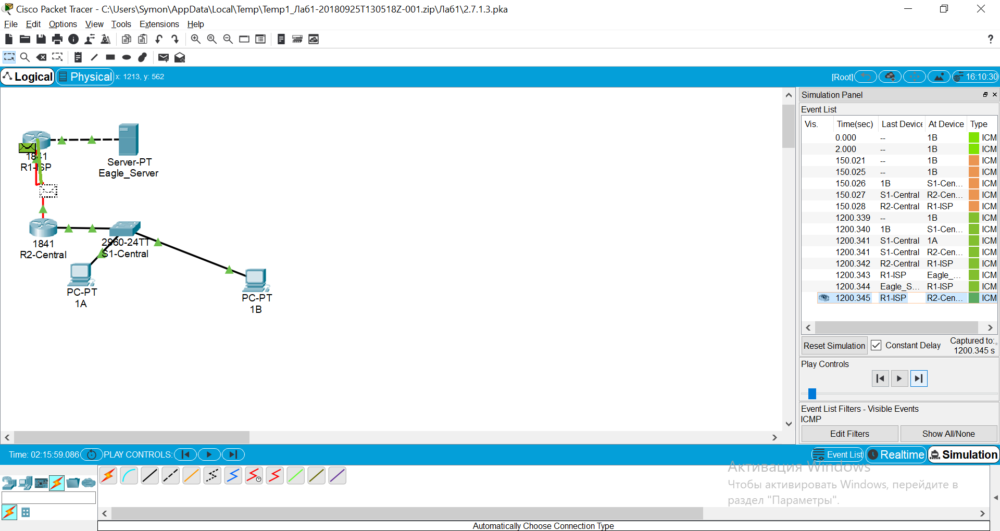 Cisco Packet Tracer - C:\Users\Symon\AppData\Local\Temp\Temp1_Лаб1-20180925T130518Z-001.zip\Лаб1\2.7.1.3.pka
File Edit Options View Tools Extensions Help
?
Logical Physical x: 1213, y: 562 [Root] 16:10:30
Simulation Panel
Event List
Vis. Time(sec) Last Device At Device Type
0.000 -- 1B ICM
2.000 -- 1B ICM
150.021 -- 1B ICM
150.025 -- 1B ICM
150.026 1B S1-Cen... ICM
150.027 S1-Central R2-Cen... ICM
150.028 R2-Central R1-ISP ICM
1200.339 -- 1B ICM
1200.340 1B S1-Cen... ICM
1200.341 S1-Central 1A ICM
1200.341 S1-Central R2-Cen... ICM
1200.342 R2-Central R1-ISP ICM
1200.343 R1-ISP Eagle_... ICM
1200.344 Eagle_S... R1-ISP ICM
1200.345 R1-ISP R2-Cen... ICM
Reset Simulation Constant Delay Captured to:
1200.345 s
Play Controls
Event List Filters - Visible Events
ICMP
Edit Filters Show All/None
1841
R1-ISP
Server-PT
Eagle_Server
1841
R2-Central
2960-24TT
S1-Central
PC-PT
1A
PC-PT
1B
Time: 02:15:59.086 PLAY CONTROLS: Event List Realtime Simulation
Активация Windows
Чтобы активировать Windows, перейдите в
раздел "Параметры".
Automatically Choose Connection Type